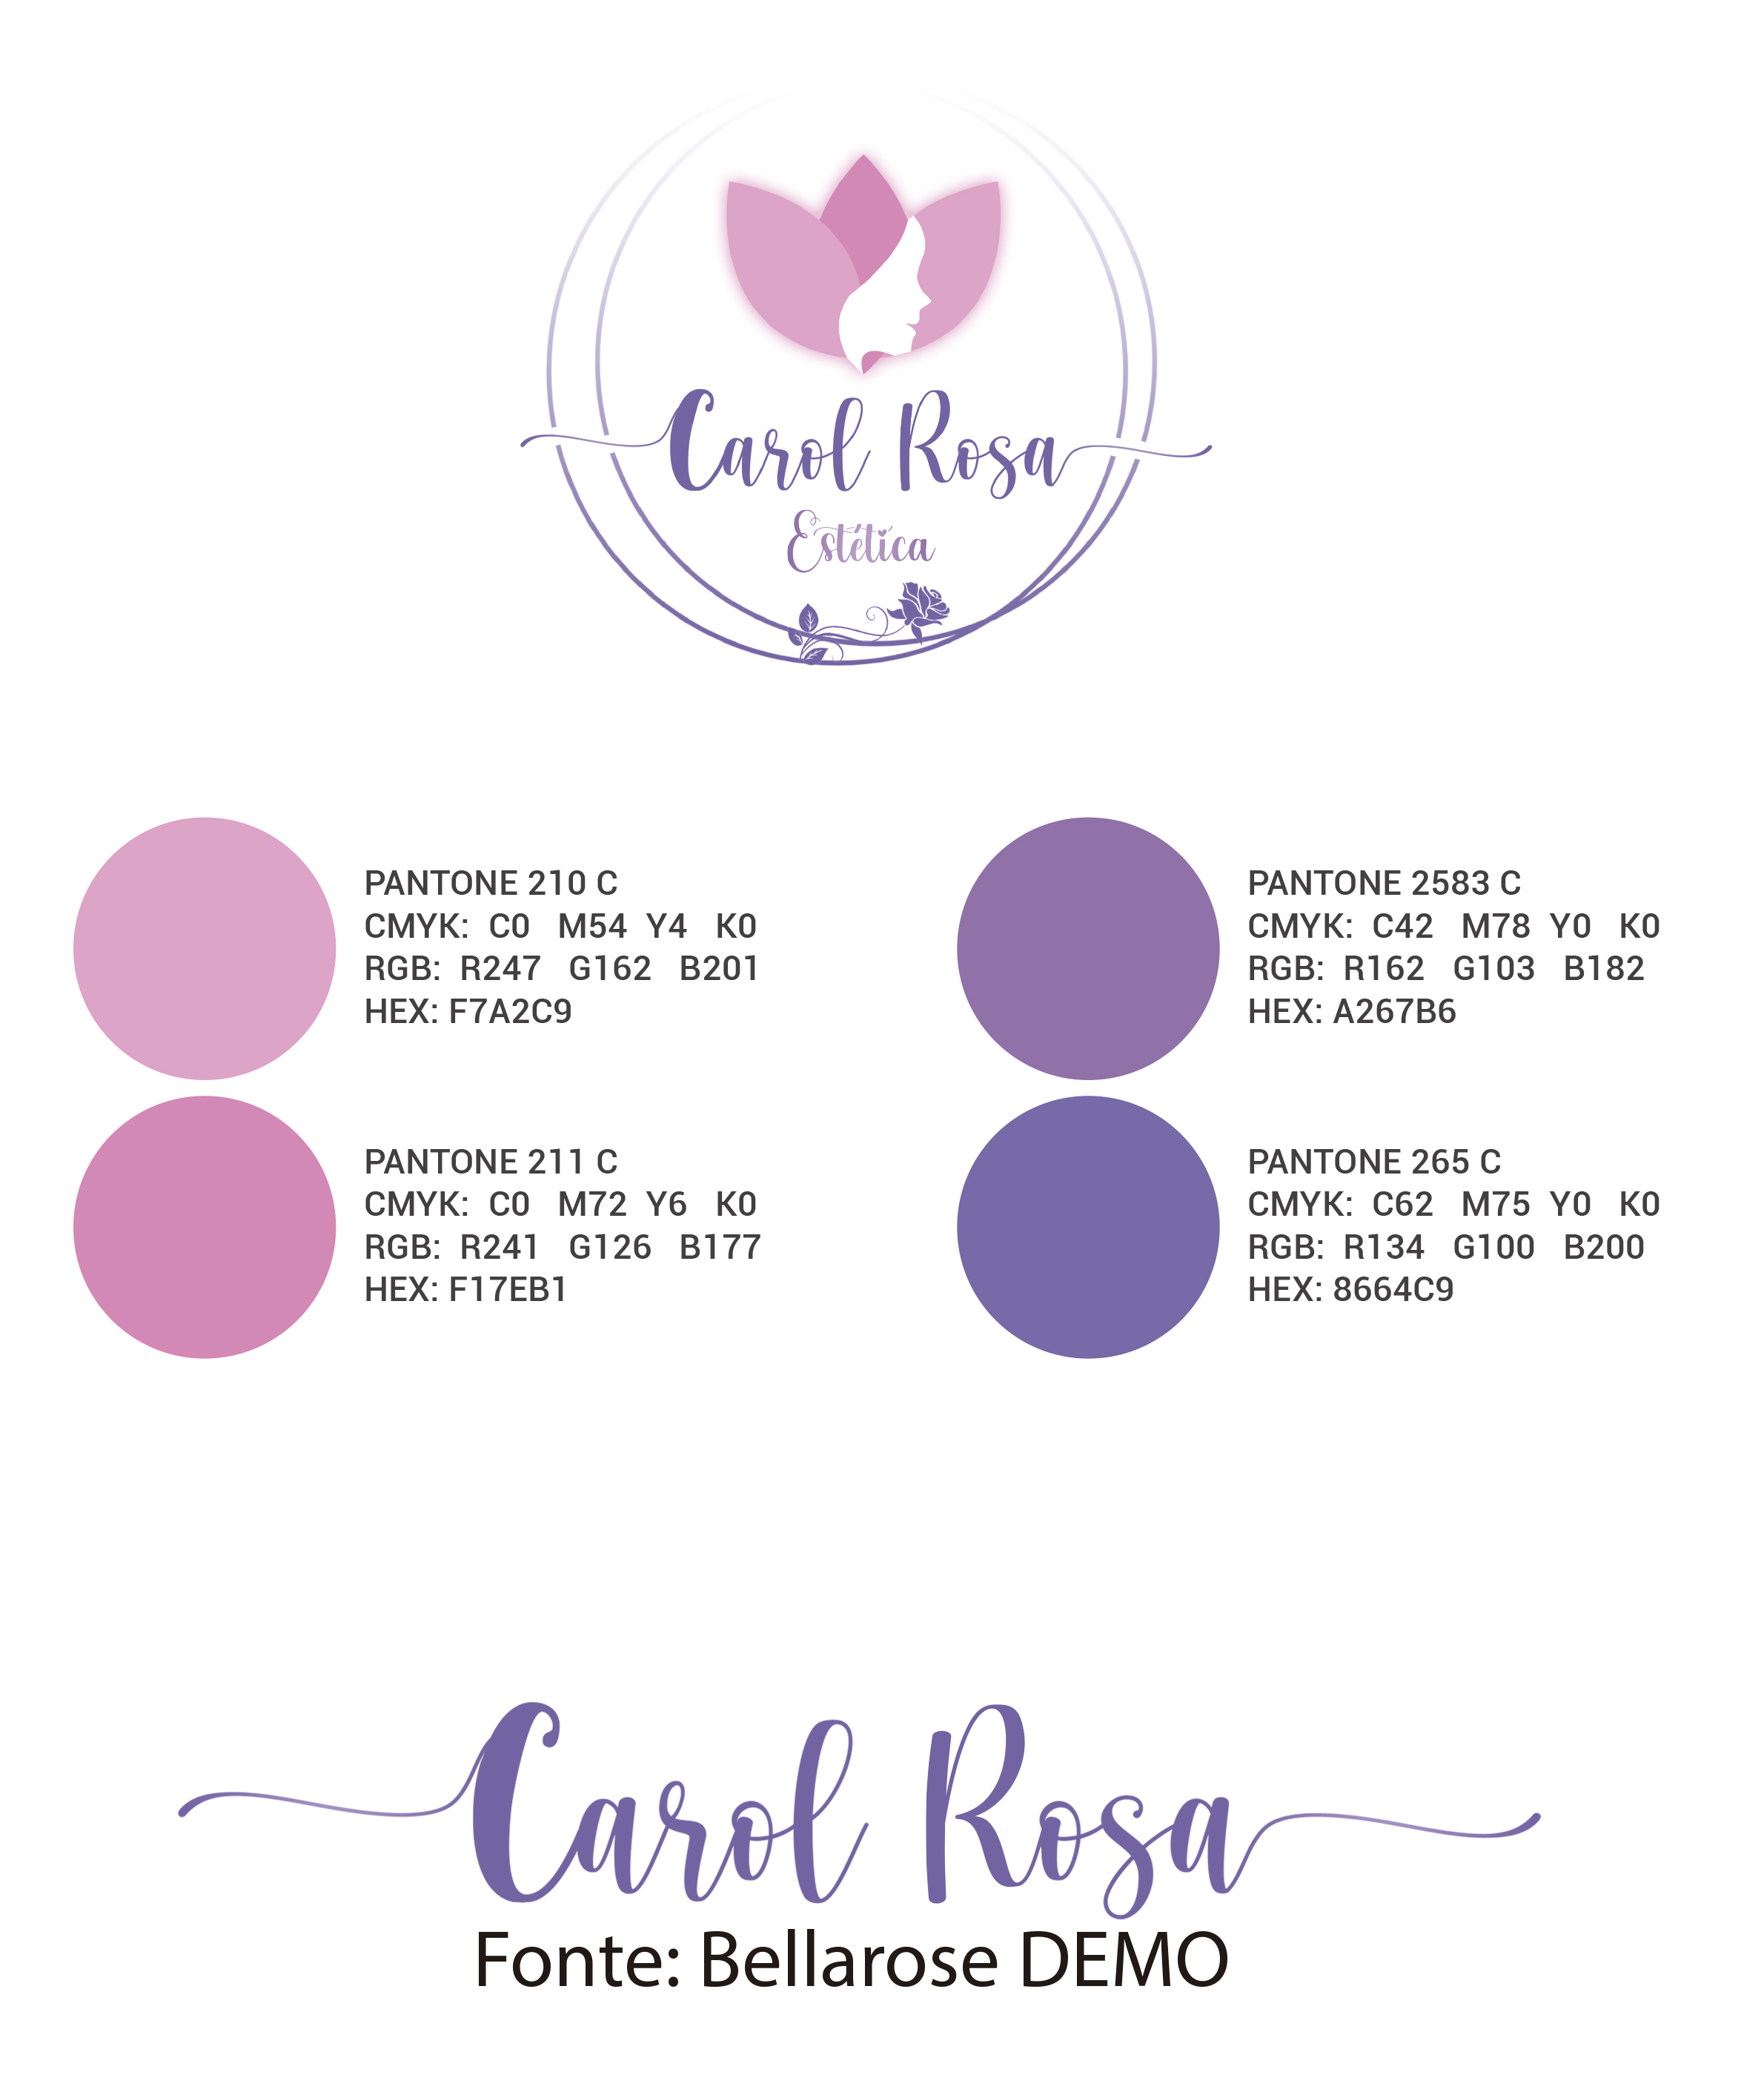 Carol Rosa
Estética
PANTONE 210 C
CMYK: C0 M54 Y4 K0
RGB: R247 G162 B201
HEX: F7A2C9
PANTONE 2583 C
CMYK: C42 M78 Y0 K0
RGB: R162 G103 B182
HEX: A267B6
PANTONE 211 C
CMYK: C0 M72 Y6 K0
RGB: R241 G126 B177
HEX: F17EB1
PANTONE 265 C
CMYK: C62 M75 Y0 K0
RGB: R134 G100 B200
HEX: 8664C9
Carol Rosa
Fonte: Bellarose DEMO